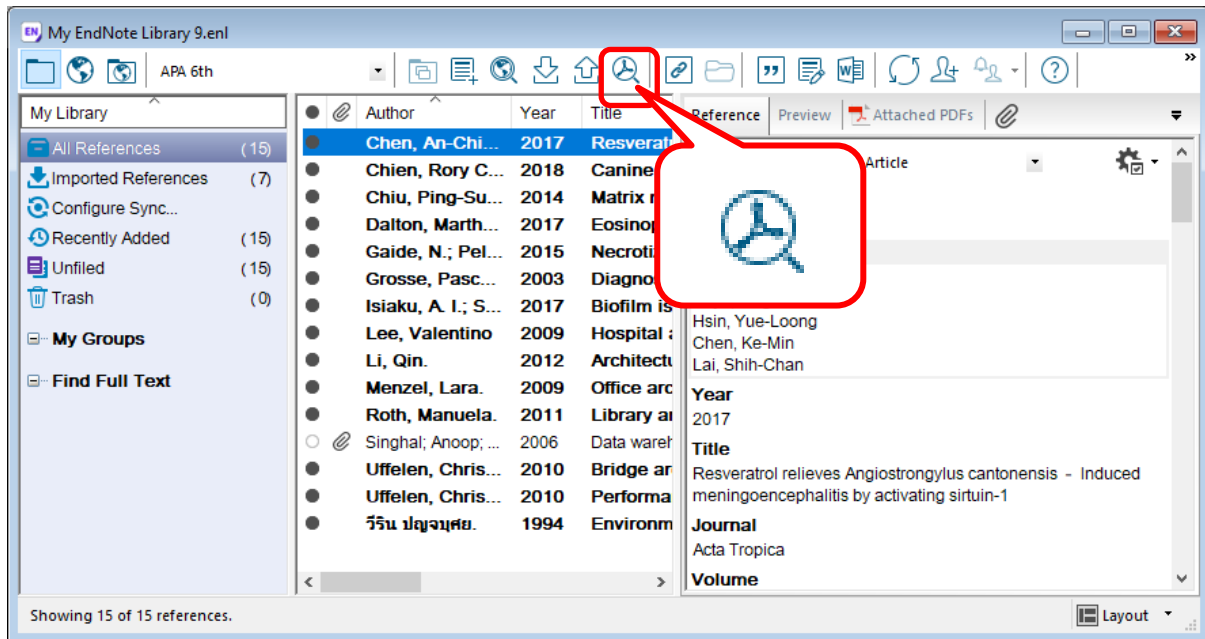 EN My EndNote Library 9.enl
APA 6th
My Library
All References (15)
Imported References (7)
Configure Sync...
Recently Added (15)
Unfiled (15)
Trash (0)
My Groups
Find Full Text
Author Year Title
Chen, An-Chi... 2017 Resverat
Chien, Rory C... 2018 Canine
Chiu, Ping-Su... 2014 Matrix
Dalton, Marth... 2017 Eosino
Gaide, N.; Pel... 2015 Necroti
Grosse, Pasc... 2003 Diagno
Isiaku, A. I.; S... 2017 Biofilm is
Lee, Valentino 2009 Hospital
Li, Qin. 2012 Architectu
Menzel, Lara. 2009 Office arc
Roth, Manuela. 2011 Library ar
Singhal; Anoop; ... 2006 Data wareh
Uffelen, Chris... 2010 Bridge ar
Uffelen, Chris... 2010 Performa
วีริน ปัญจบุศย. 1994 Environm
Reference Preview Attached PDFs
Article
Hsin, Yue-Loong
Chen, Ke-Min
Lai, Shih-Chan
Year
2017
Title
Resveratrol relieves Angiostrongylus cantonensis - Induced
meningoencephalitis by activating sirtuin-1
Journal
Acta Tropica
Volume
Showing 15 of 15 references.
Layout